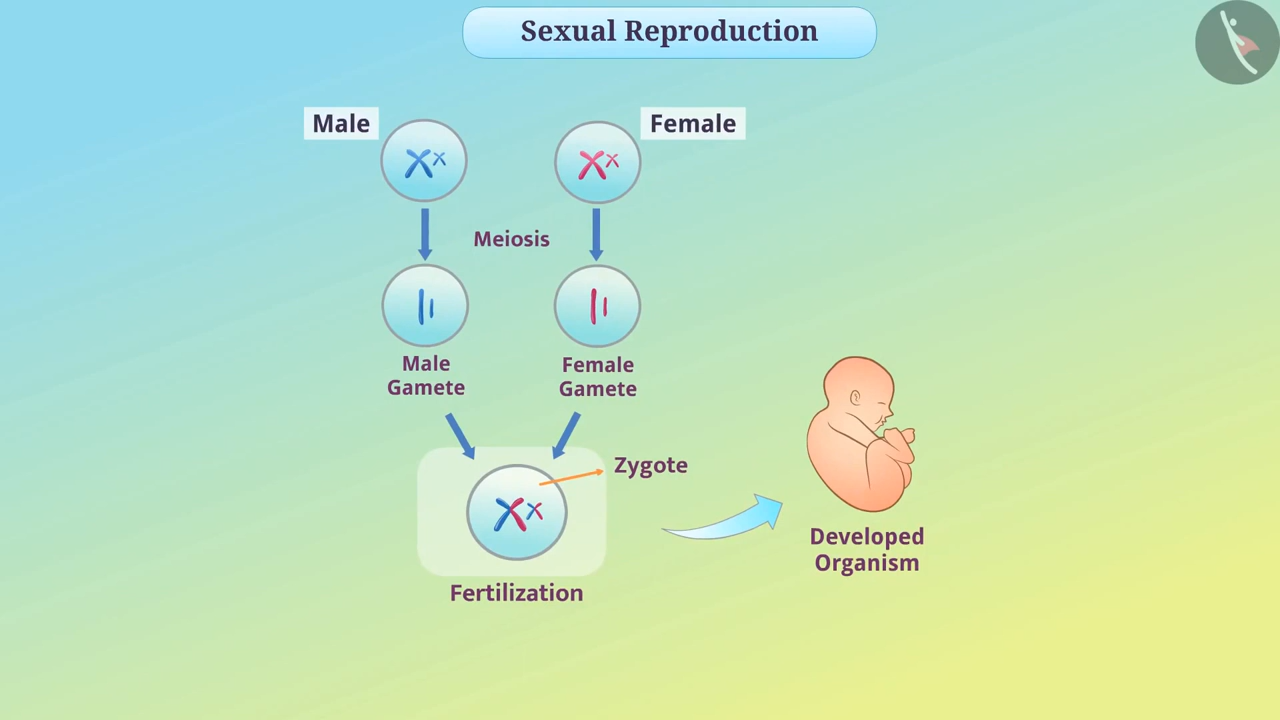 Sexual Reproduction
Male
Female
Meiosis
Male
Gamete
Female
Gamete
Zygote
Fertilization
Developed
Organism